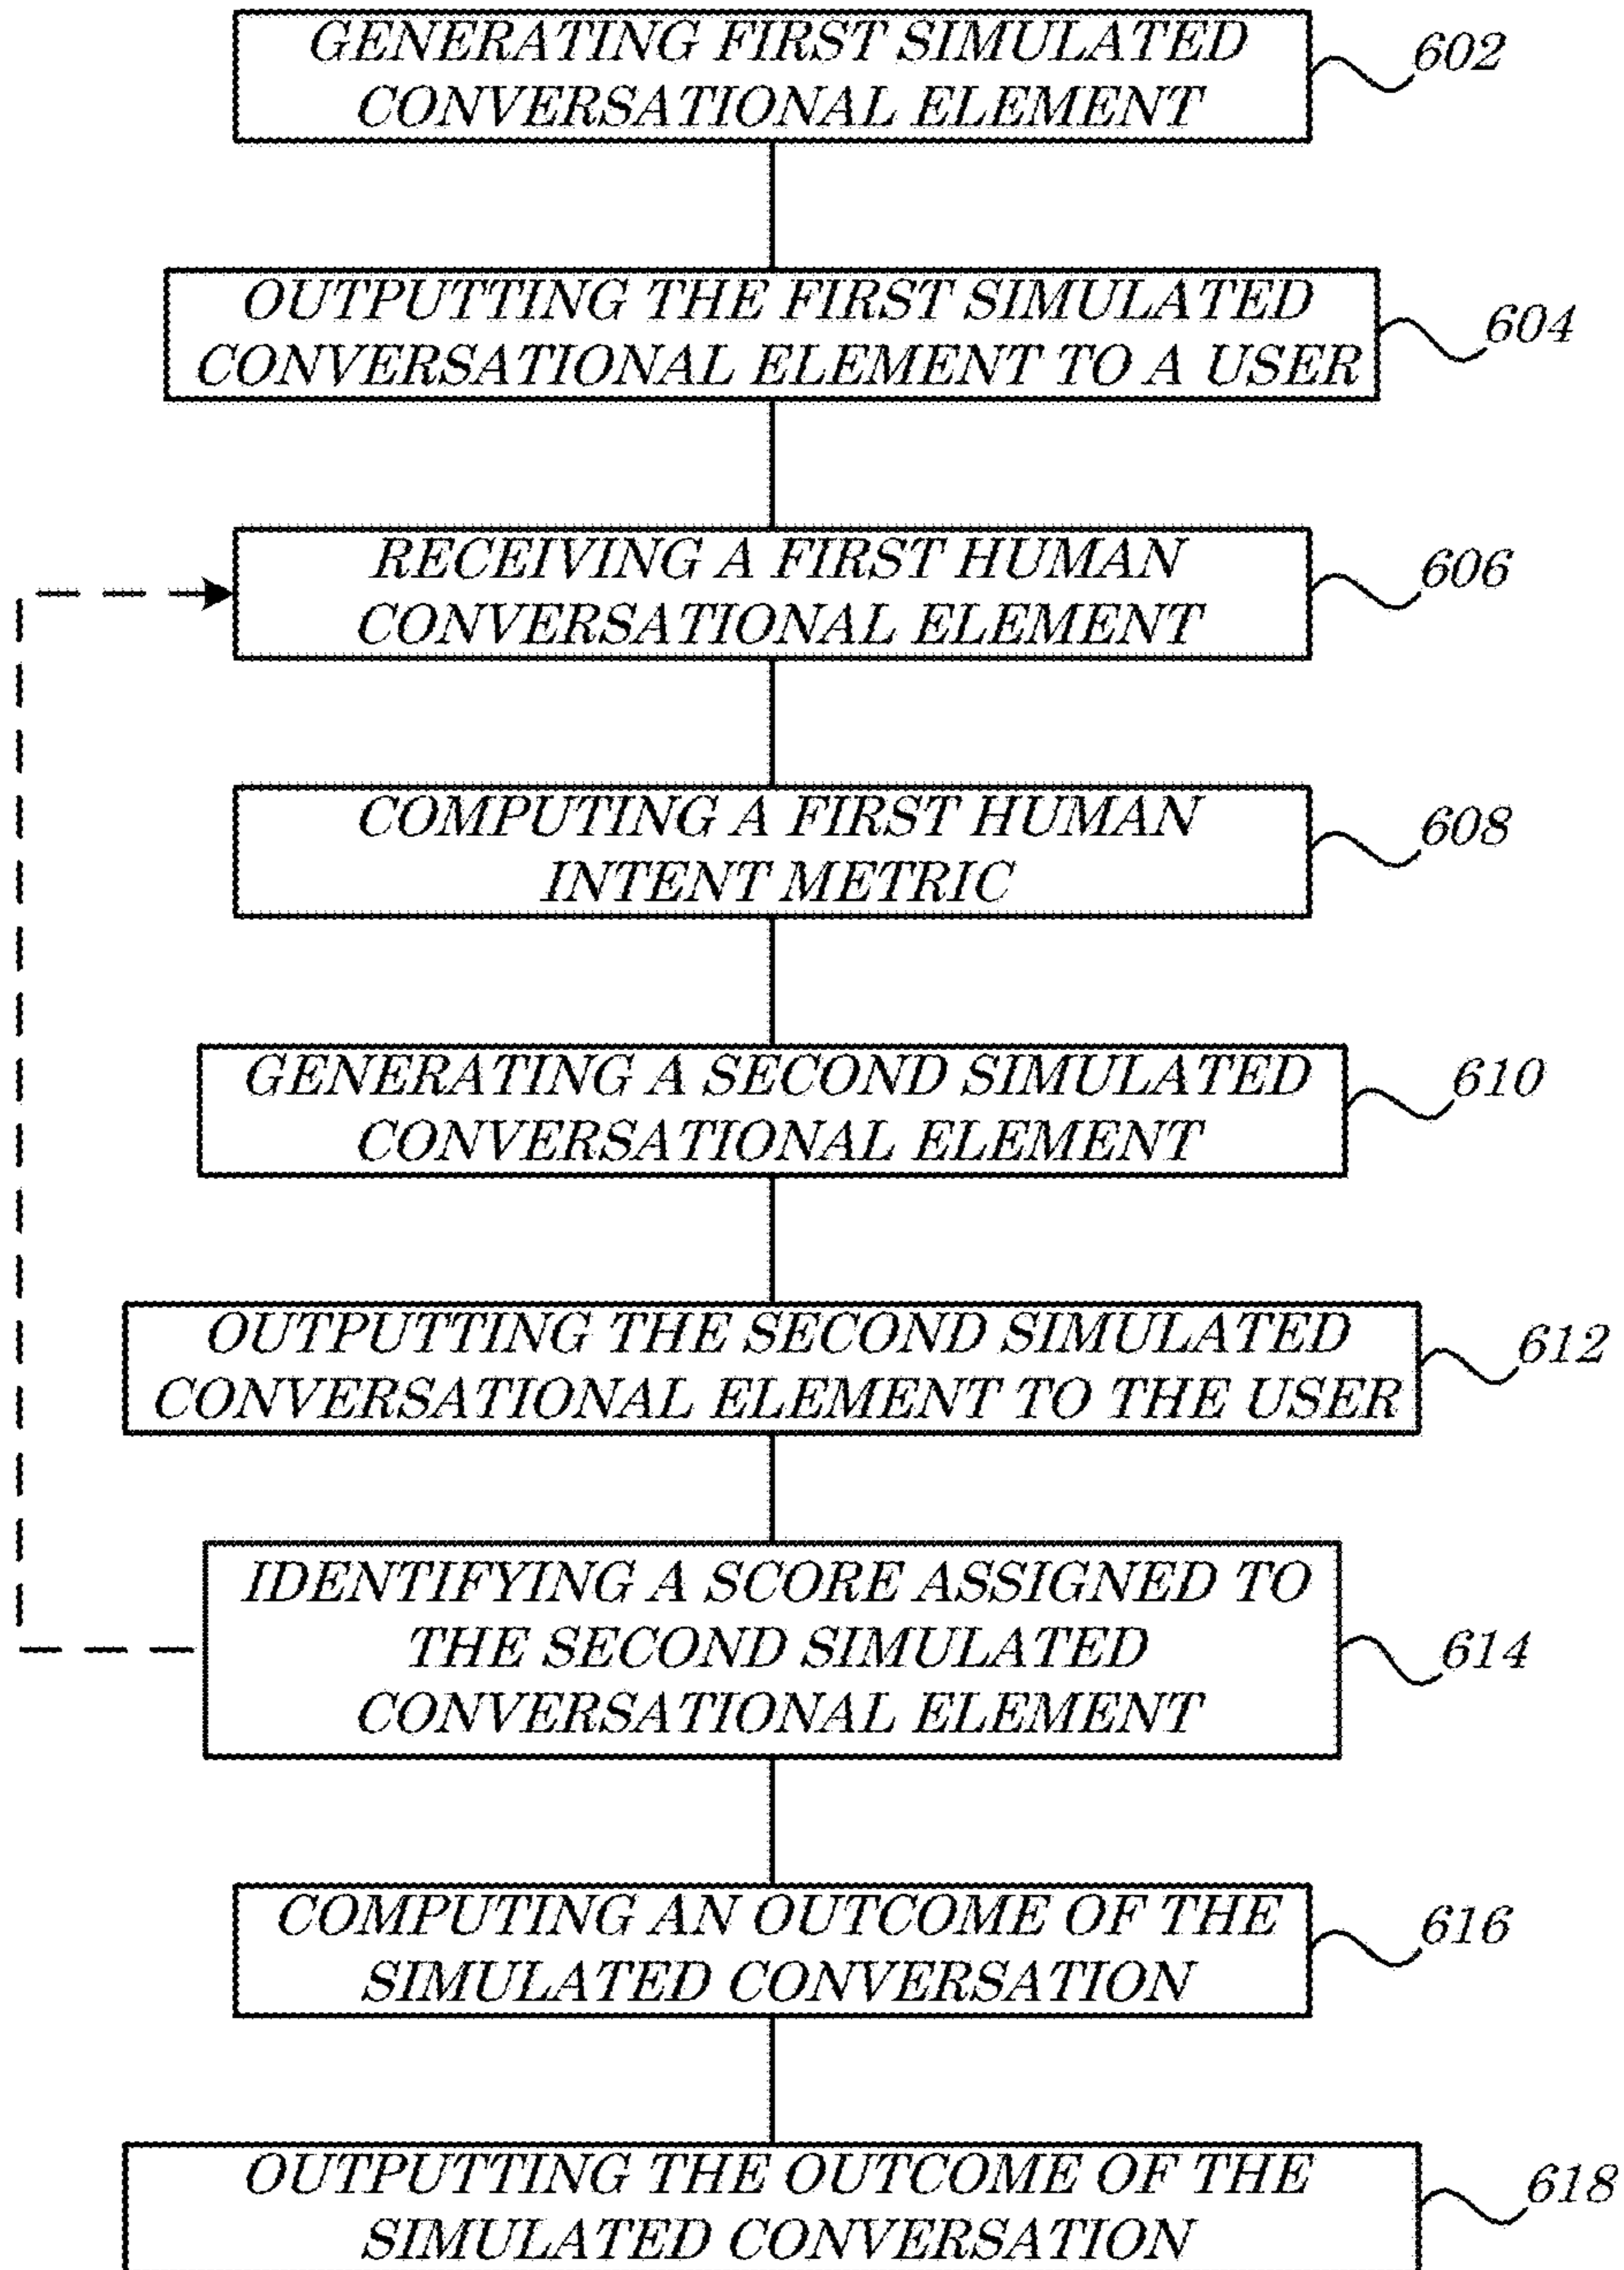 GENERATING FIRST SIMULATED
CONVERSATIONAL ELEMENT
602
OUTPUTTING THE FIRST SIMULATED
CONVERSATIONAL ELEMENT TO A USER
604
RECEIVING A FIRST HUMAN
CONVERSATIONAL ELEMENT
606
COMPUTING A FIRST HUMAN
INTENT METRIC
608
GENERATING A SECOND SIMULATED
CONVERSATIONAL ELEMENT
610
OUTPUTTING THE SECOND SIMULATED
CONVERSATIONAL ELEMENT TO THE USER
612
IDENTIFYING A SCORE ASSIGNED TO
THE SECOND SIMULATED
CONVERSATIONAL ELEMENT
614
COMPUTING AN OUTCOME OF THE
SIMULATED CONVERSATION
616
OUTPUTTING THE OUTCOME OF THE
SIMULATED CONVERSATION
618